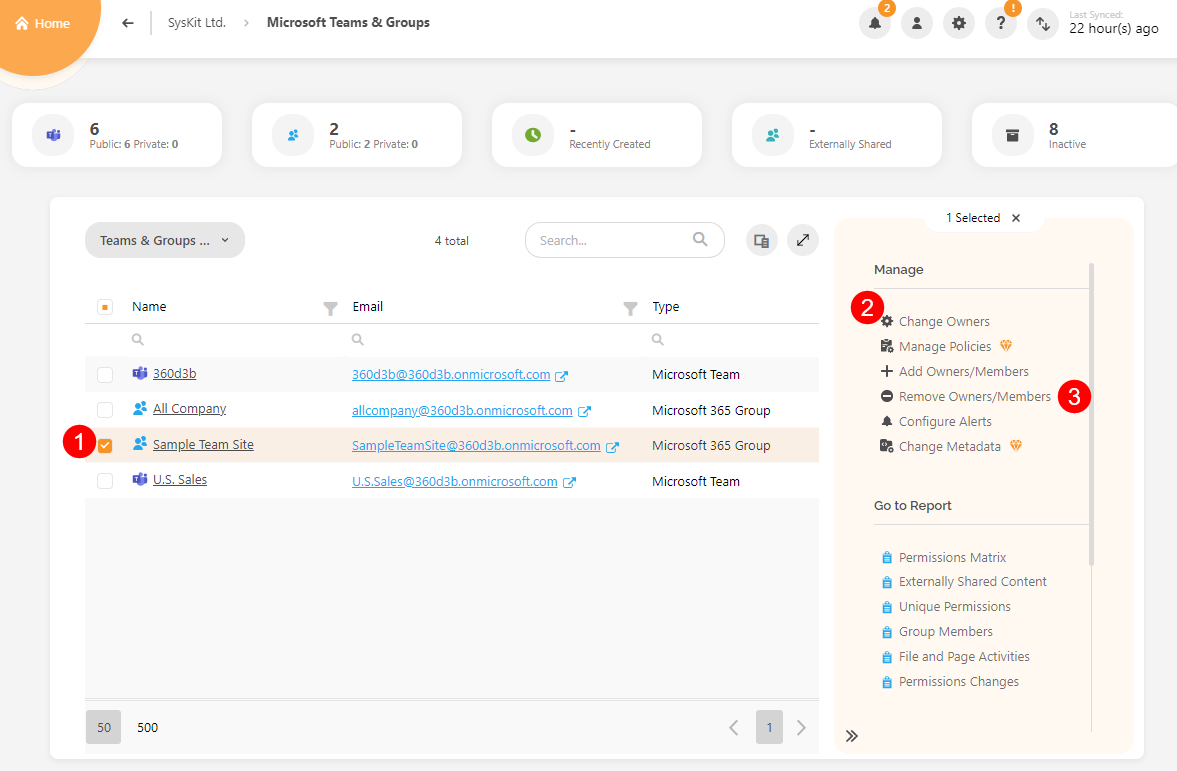 Home
SysKit Ltd.
Microsoft Teams & Groups
2
?
!
Last Synced:
22 hour(s) ago
6
Public: 6 Private: 0
2
Public: 2 Private: 0
-
Recently Created
-
Externally Shared
8
Inactive
Teams & Groups ...
4 total
Search...
1 Selected
Name Email Type
360d3b 360d3b@360d3b.onmicrosoft.com Microsoft Team
All Company allcompany@360d3b.onmicrosoft.com Microsoft 365 Group
1 Sample Team Site SampleTeamSite@360d3b.onmicrosoft.com Microsoft 365 Group
U.S. Sales U.S.Sales@360d3b.onmicrosoft.com Microsoft Team
50 500
1
Manage
2 Change Owners
Manage Policies
Add Owners/Members
Remove Owners/Members 3
Configure Alerts
Change Metadata
Go to Report
Permissions Matrix
Externally Shared Content
Unique Permissions
Group Members
File and Page Activities
Permissions Changes